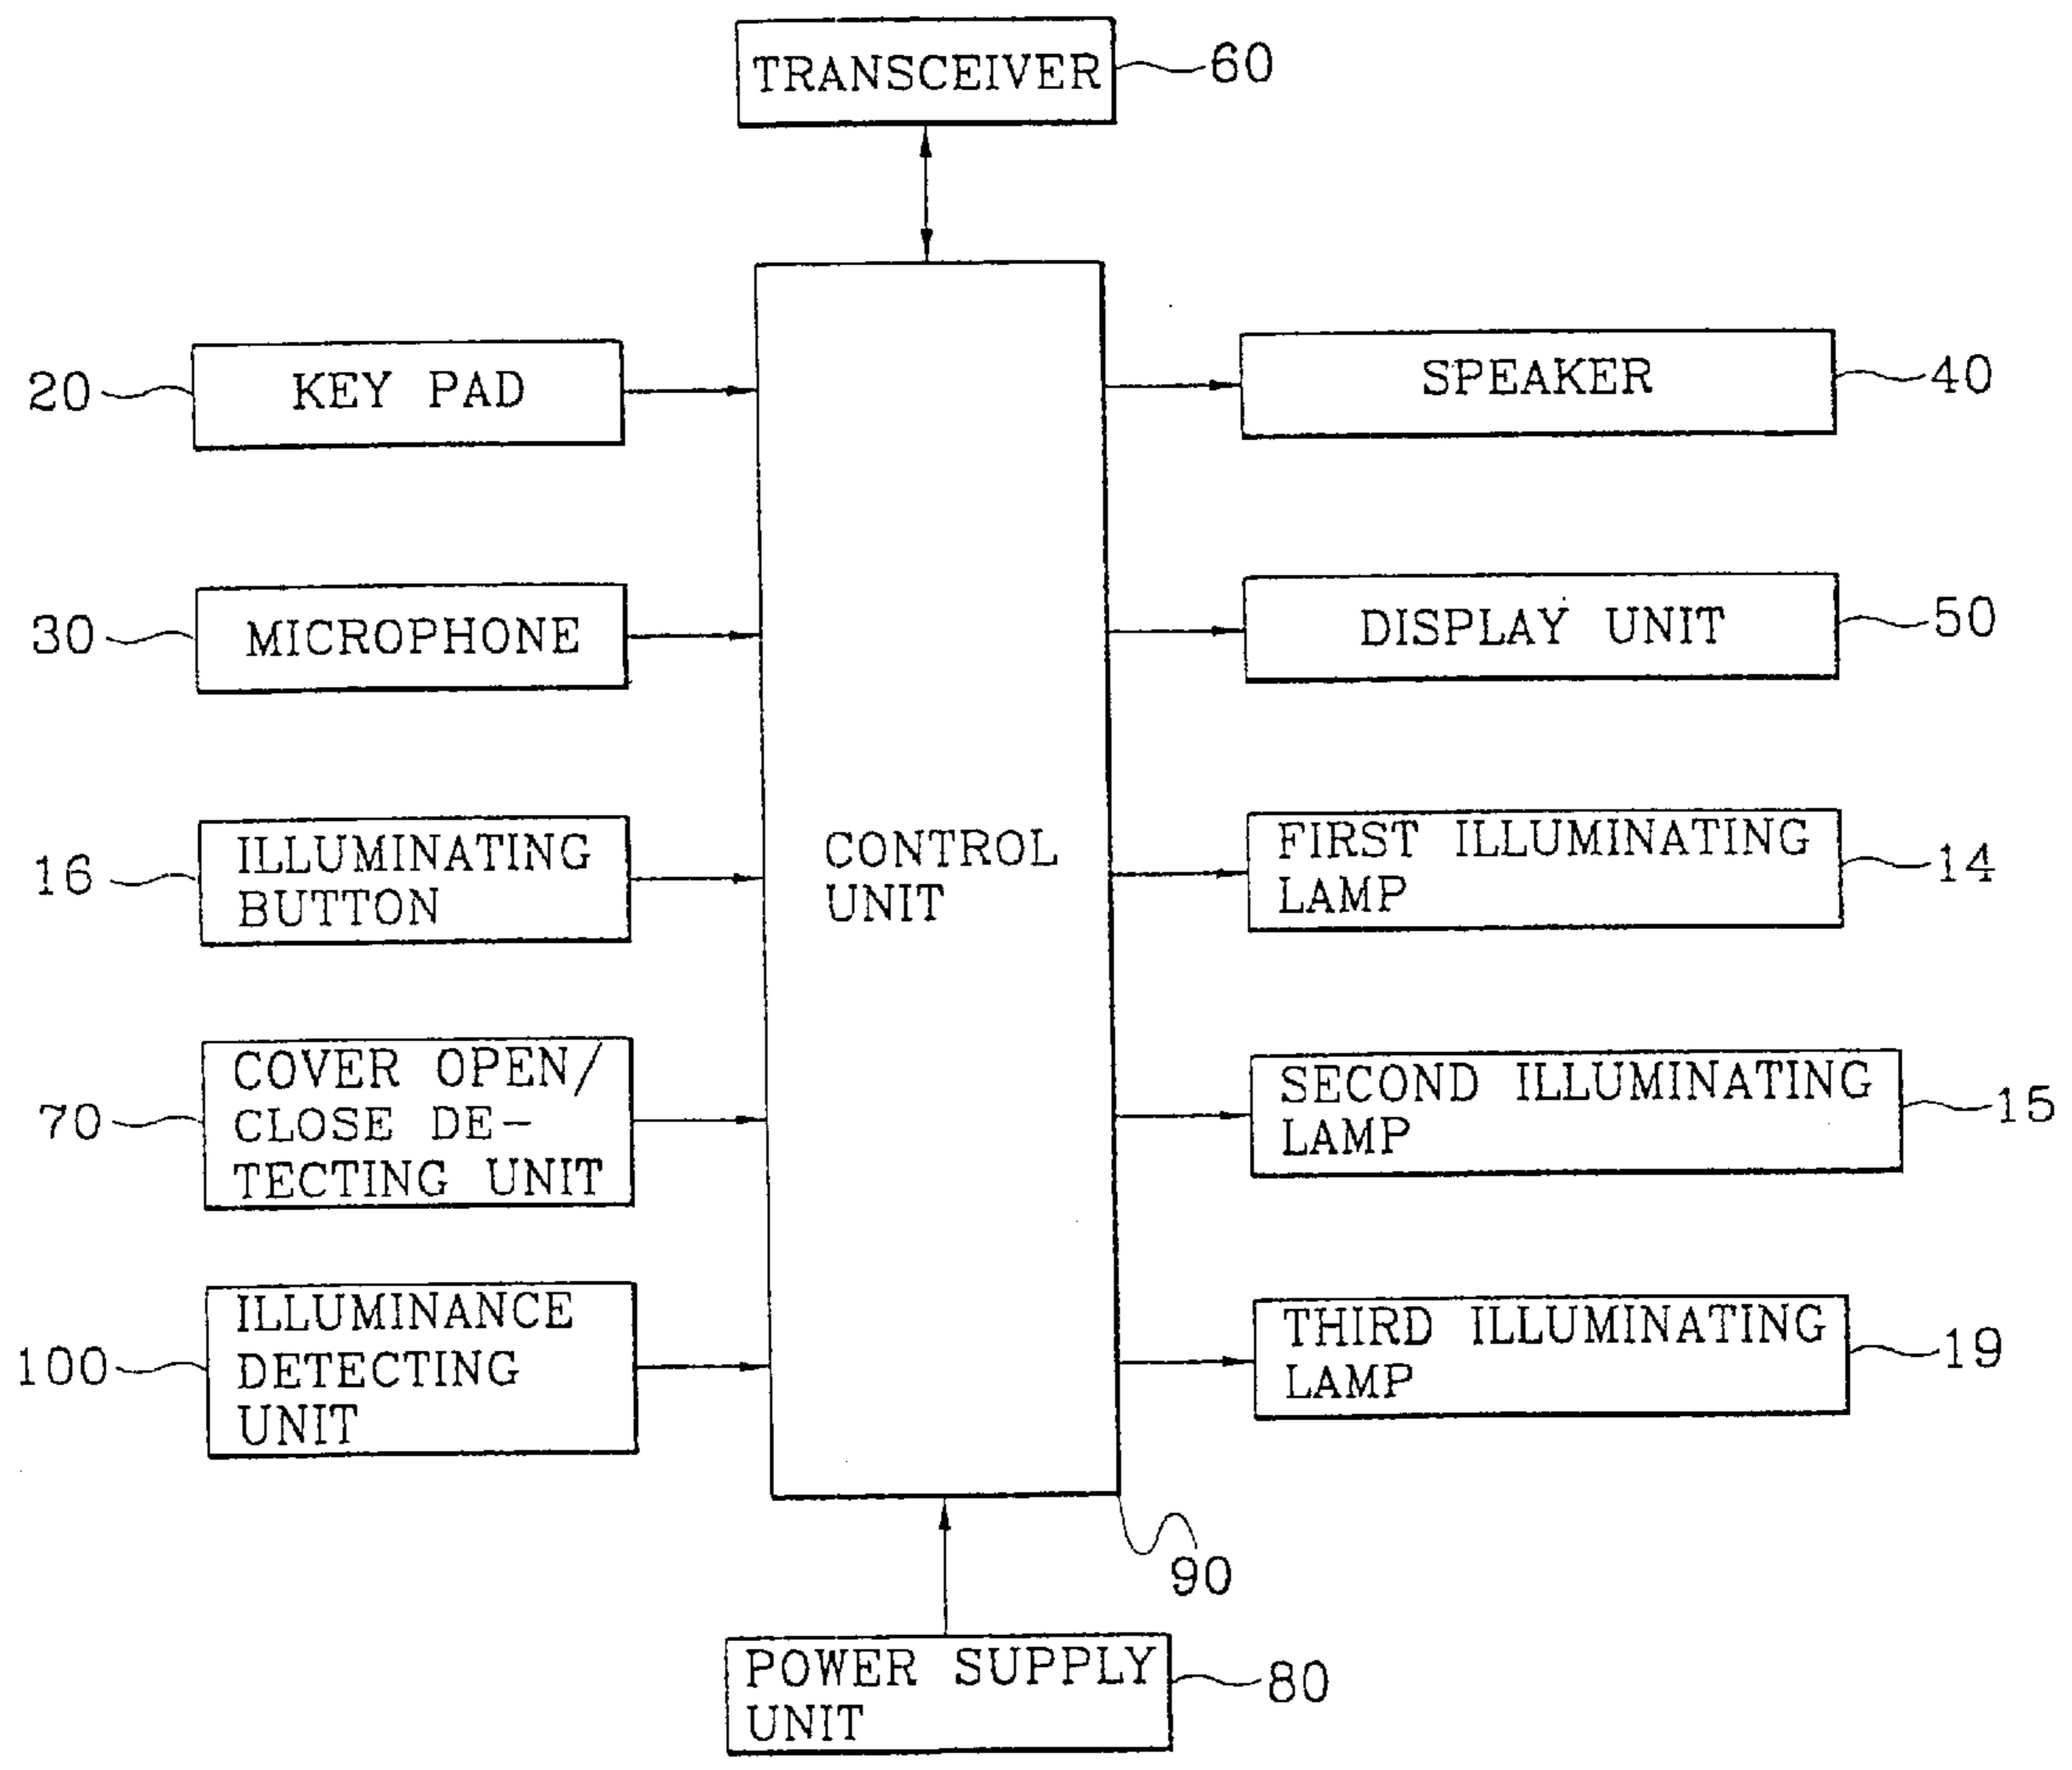 TRANSCEIVER
60
20
KEY PAD
SPEAKER
40
30
MICROPHONE
DISPLAY UNIT
50
16
ILLUMINATING
BUTTON
CONTROL
UNIT
FIRST ILLUMINATING
LAMP
14
70
COVER OPEN/
CLOSE DE-
TECTING UNIT
SECOND ILLUMINATING
LAMP
15
100
ILLUMINANCE
DETECTING
UNIT
THIRD ILLUMINATING
LAMP
19
90
POWER SUPPLY
UNIT
80